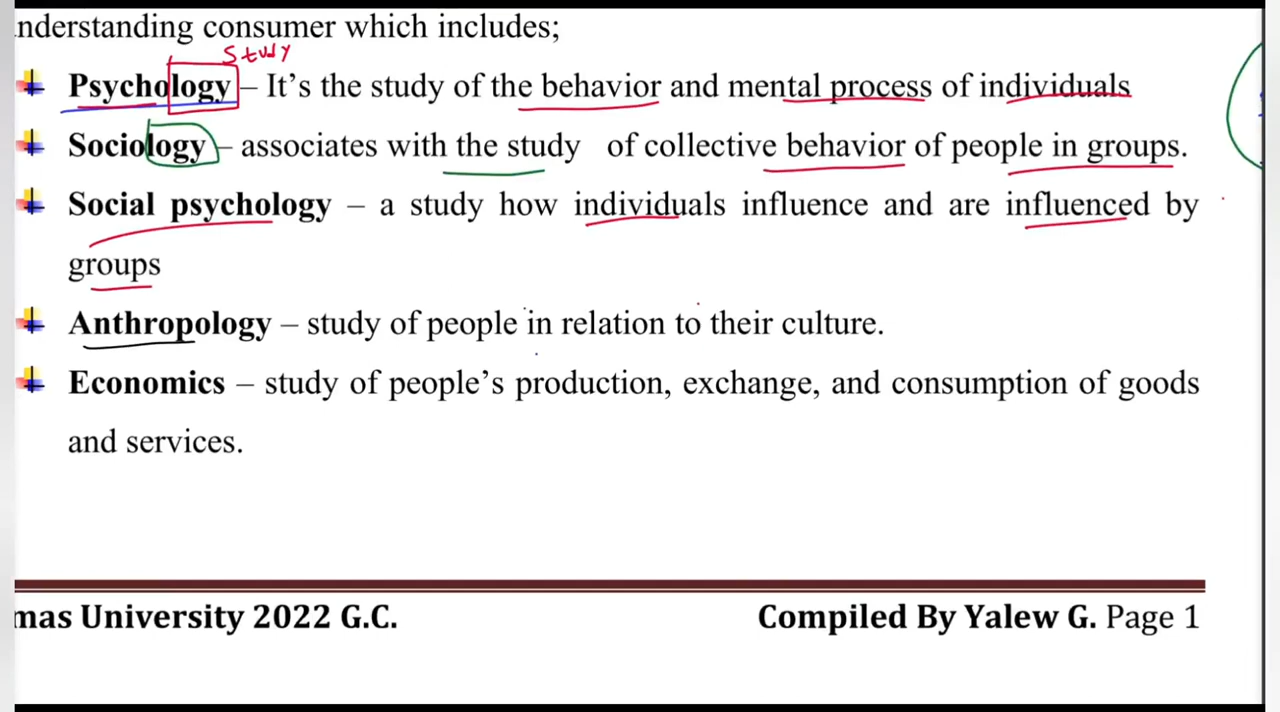 nderstanding consumer which includes;
Study
Psychology – It’s the study of the behavior and mental process of individuals
Sociology – associates with the study of collective behavior of people in groups.
Social psychology – a study how individuals influence and are influenced by
groups
Anthropology – study of people in relation to their culture.
Economics – study of people’s production, exchange, and consumption of goods
and services.
mas University 2022 G.C. Compiled By Yalew G. Page 1